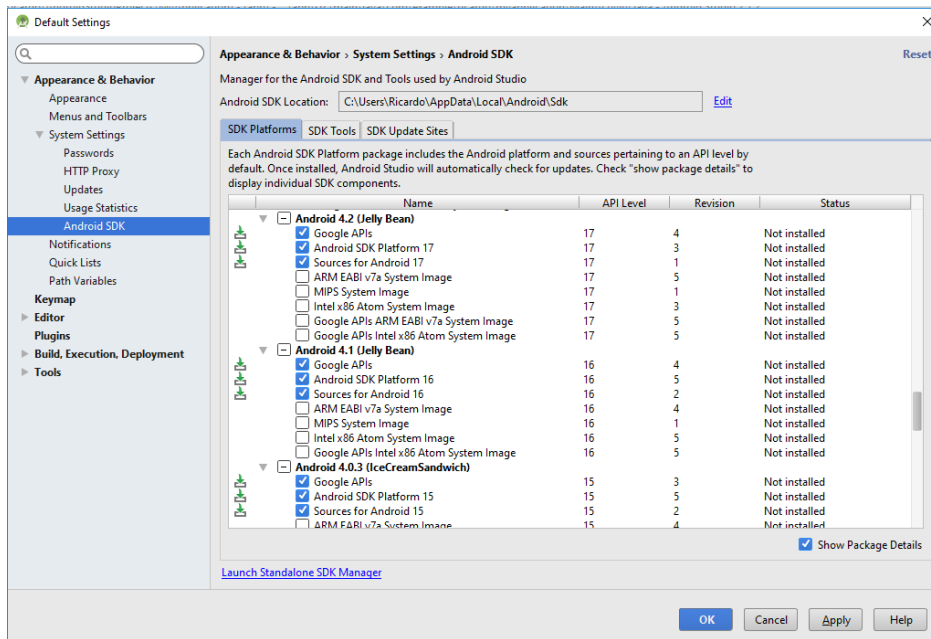 Default Settings
Appearance & Behavior
Appearance
Menus and Toolbars
System Settings
Passwords
HTTP Proxy
Updates
Usage Statistics
Android SDK
Notifications
Quick Lists
Path Variables
Keymap
Editor
Plugins
Build, Execution, Deployment
Tools
Appearance & Behavior › System Settings › Android SDK Reset
Manager for the Android SDK and Tools used by Android Studio
Android SDK Location: C:\Users\Ricardo\AppData\Local\Android\Sdk Edit
SDK Platforms SDK Tools SDK Update Sites
Each Android SDK Platform package includes the Android platform and sources pertaining to an API level by
default. Once installed, Android Studio will automatically check for updates. Check "show package details" to
display individual SDK components.
Name API Level Revision Status
Android 4.2 (Jelly Bean)
Google APIs 17 4 Not installed
Android SDK Platform 17 17 3 Not installed
Sources for Android 17 17 1 Not installed
ARM EABI v7a System Image 17 5 Not installed
MIPS System Image 17 1 Not installed
Intel x86 Atom System Image 17 3 Not installed
Google APIs ARM EABI v7a System Image 17 5 Not installed
Google APIs Intel x86 Atom System Image 17 5 Not installed
Android 4.1 (Jelly Bean)
Google APIs 16 4 Not installed
Android SDK Platform 16 16 5 Not installed
Sources for Android 16 16 2 Not installed
ARM EABI v7a System Image 16 4 Not installed
MIPS System Image 16 1 Not installed
Intel x86 Atom System Image 16 5 Not installed
Google APIs Intel x86 Atom System Image 16 5 Not installed
Android 4.0.3 (IceCreamSandwich)
Google APIs 15 3 Not installed
Android SDK Platform 15 15 5 Not installed
Sources for Android 15 15 2 Not installed
ARM EABI v7a System Image 15 4 Not installed
Show Package Details
Launch Standalone SDK Manager
OK Cancel Apply Help